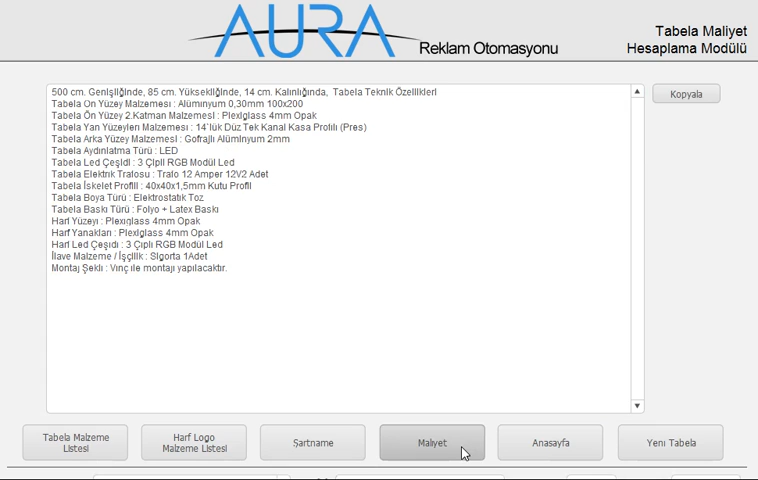 AURA
Reklam Otomasyonu
Tabela Maliyet
Hesaplama Modülü
500 cm. Genişliğinde, 85 cm. Yüksekliğinde, 14 cm. Kalınlığında, Tabela Teknik Özellikleri
Tabela Ön Yüzey Malzemesi : Alüminyum 0,30mm 100x200
Tabela Ön Yüzey 2.Katman Malzemesi : Plexiglass 4mm Opak
Tabela Yan Yüzeyleri Malzemesi : 14`lük Düz Tek Kanal Kasa Profili (Pres)
Tabela Arka Yüzey Malzemesi : Gofrajlı Alüminyum 2mm
Tabela Aydınlatma Türü : LED
Tabela Led Çeşidi : 3 Çipli RGB Modül Led
Tabela Elektrik Trafosu : Trafo 12 Amper 12V2 Adet
Tabela İskelet Profili : 40x40x1,5mm Kutu Profil
Tabela Boya Türü : Elektrostatik Toz
Tabela Baskı Türü : Folyo + Latex Baskı
Harf Yüzeyi : Plexiglass 4mm Opak
Harf Yanakları : Plexiglass 4mm Opak
Harf Led Çeşidi : 3 Çipli RGB Modül Led
İlave Malzeme / İşçilik : Sigorta 1Adet
Montaj Şekli : Vinç ile montajı yapılacaktır.
Kopyala
Tabela Malzeme
Listesi
Harf Logo
Malzeme Listesi
Şartname
Maliyet
Anasayfa
Yeni Tabela